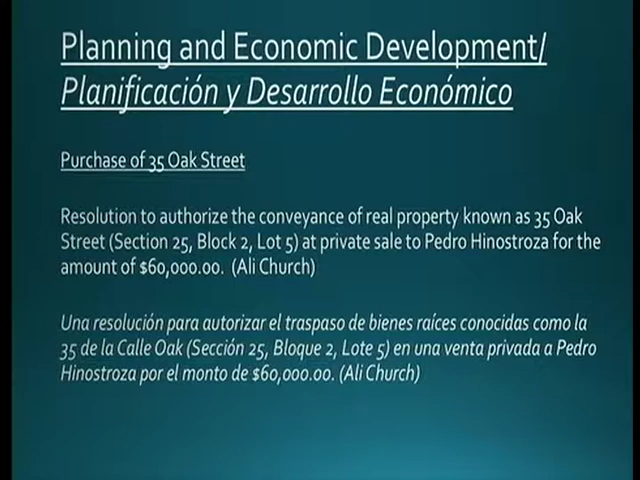 Planning and Economic Development/
Planificación y Desarrollo Económico
Purchase of 35 Oak Street
Resolution to authorize the conveyance of real property known as 35 Oak
Street (Section 25, Block 2, Lot 5) at private sale to Pedro Hinostroza for the
amount of $60,000.00. (Ali Church)
Una resolución para autorizar el traspaso de bienes raíces conocidas como la
35 de la Calle Oak (Sección 25, Bloque 2, Lote 5) en una venta privada a Pedro
Hinostroza por el monto de $60,000.00. (Ali Church)